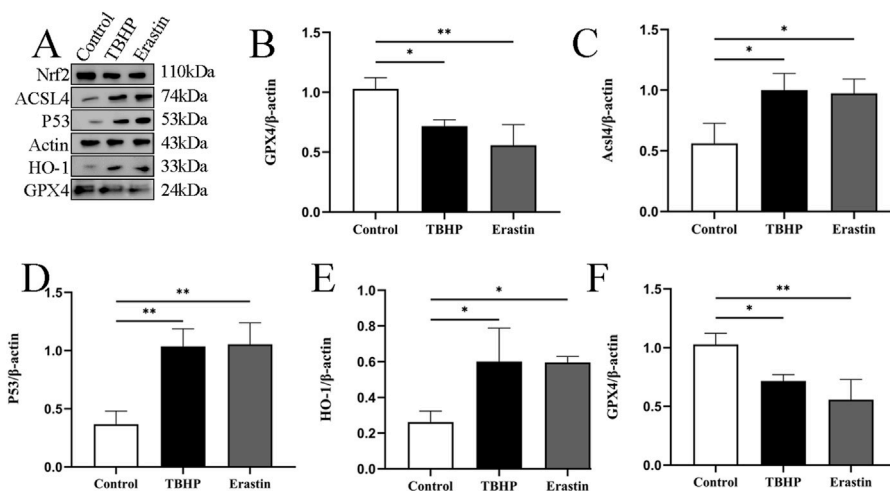 A
Control
TBHP
Erastin
Nrf2 110kDa
ACSL4 74kDa
P53 53kDa
Actin 43kDa
HO-1 33kDa
GPX4 24kDa
B
GPX4/β-actin
1.5
1.0
0.5
0.0
**
*
Control TBHP Erastin
C
Acsl4/β-actin
1.5
1.0
0.5
0.0
*
*
Control TBHP Erastin
D
P53/β-actin
1.5
1.0
0.5
0.0
**
**
Control TBHP Erastin
E
HO-1/β-actin
1.0
0.8
0.6
0.4
0.2
0.0
*
*
Control TBHP Erastin
F
GPX4/β-actin
1.5
1.0
0.5
0.0
**
*
Control TBHP Erastin